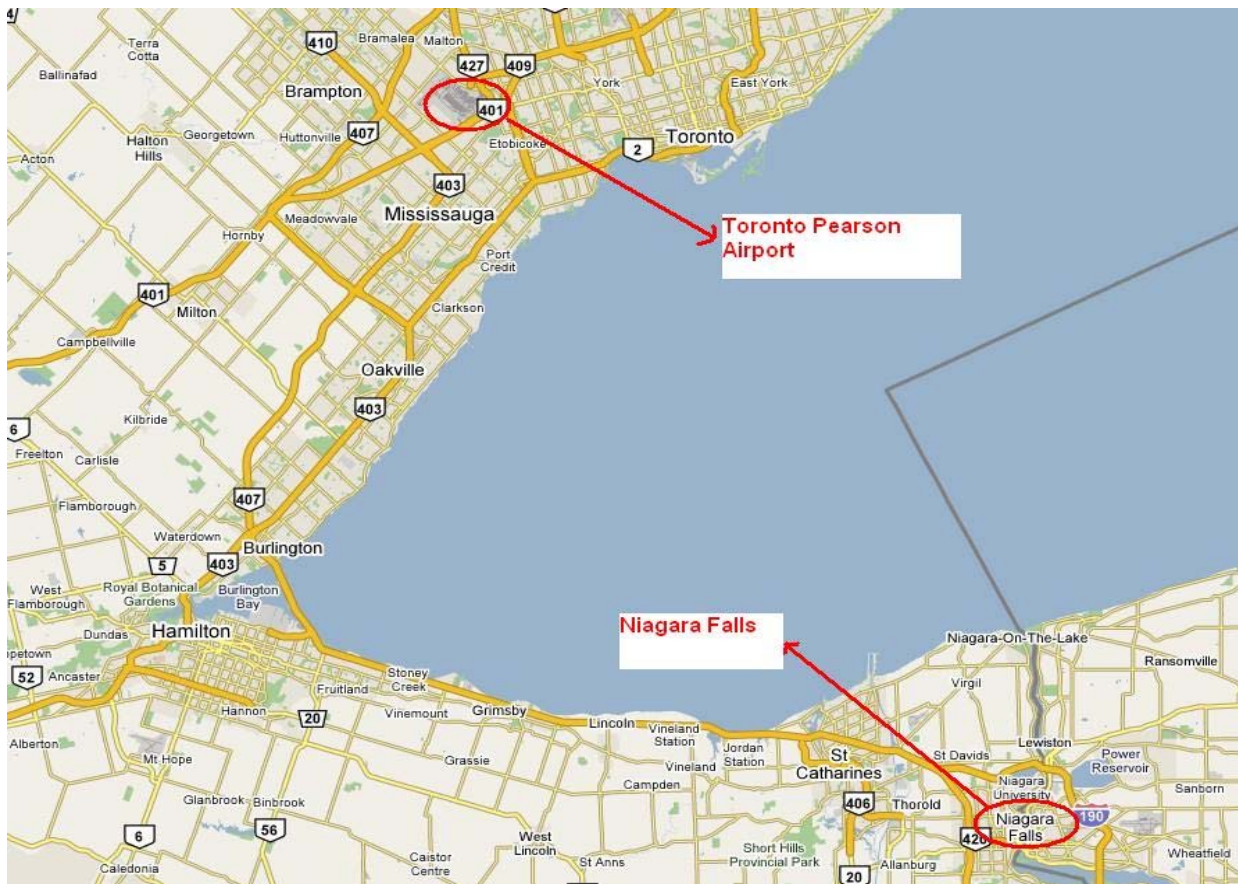 410
Bramalea
Malton
Terra
Cotta
427
409
Ballinafad
Brampton
York
East York
401
407
Georgetown
Huttonville
Halton
Hills
Acton
Etobicoke
2
Toronto
403
Meadowvale
Mississauga
Hornby
Toronto Pearson
Airport
Port
Credit
401
Milton
Clarkson
Campbellville
Oakville
403
Kilbride
6
Freelton
Carlisle
407
Flamborough
Waterdown
Burlington
403
5
West
Flamborough
Royal Botanical
Gardens
Burlington
Bay
Dundas
Hamilton
Niagara Falls
Niagara-On-The-Lake
Ransomville
52
Ancaster
Stoney
Creek
Fruitland
Virgil
Hannon
20
Vinemount
Grimsby
Lincoln
Vineland
Station
Jordan
Station
Alberton
Mt Hope
Grassie
Vineland
Campden
St
Catharines
St Davids
Lewiston
Power
Reservoir
Niagara
University
Sanborn
Glanbrook
Binbrook
406
Thorold
Niagara
Falls
190
6
56
West
Lincoln
420
Short Hills
Provincial Park
Wheatfield
Caledonia
Caistor
Centre
St Anns
20
Allanburg